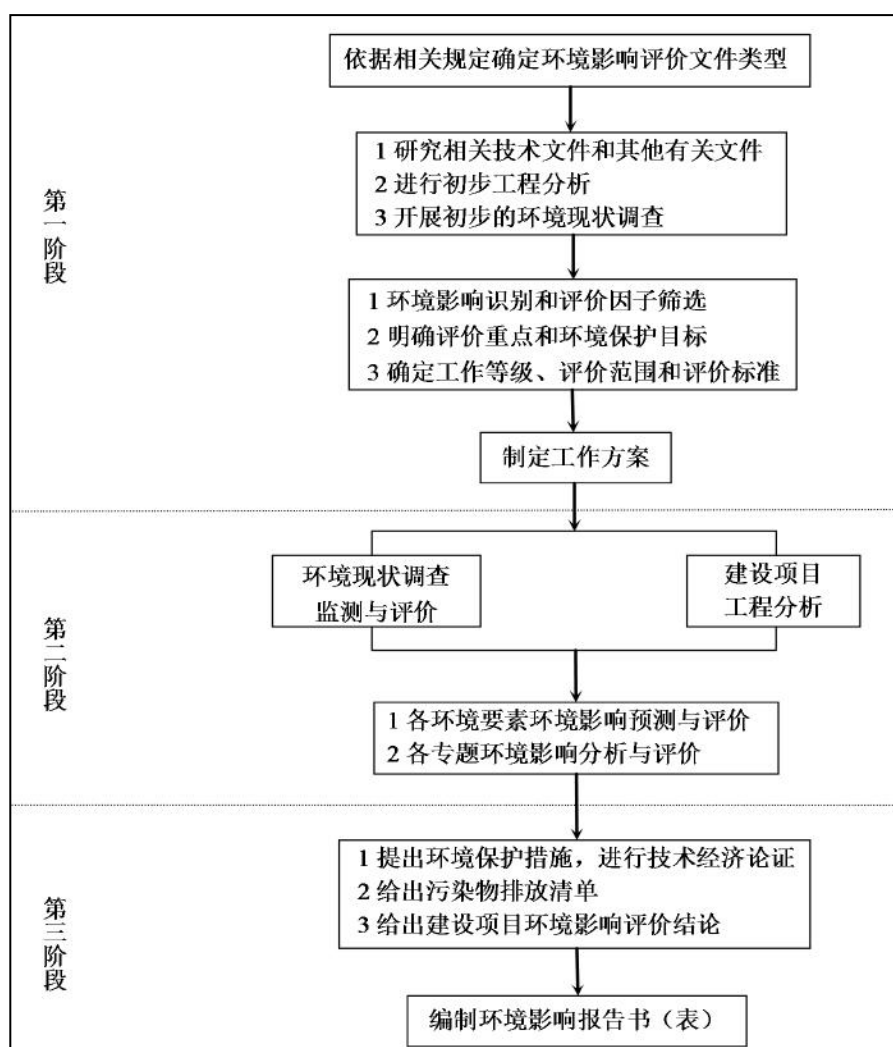 依据相关规定确定环境影响评价文件类型
1 研究相关技术文件和其他有关文件
2 进行初步工程分析
3 开展初步的环境现状调查
第一阶段
1 环境影响识别和评价因子筛选
2 明确评价重点和环境保护目标
3 确定工作等级、评价范围和评价标准
制定工作方案
环境现状调查
监测与评价
建设项目
工程分析
第二阶段
1 各环境要素环境影响预测与评价
2 各专题环境影响分析与评价
1 提出环境保护措施，进行技术经济论证
2 给出污染物排放清单
3 给出建设项目环境影响评价结论
第三阶段
编制环境影响报告书（表）